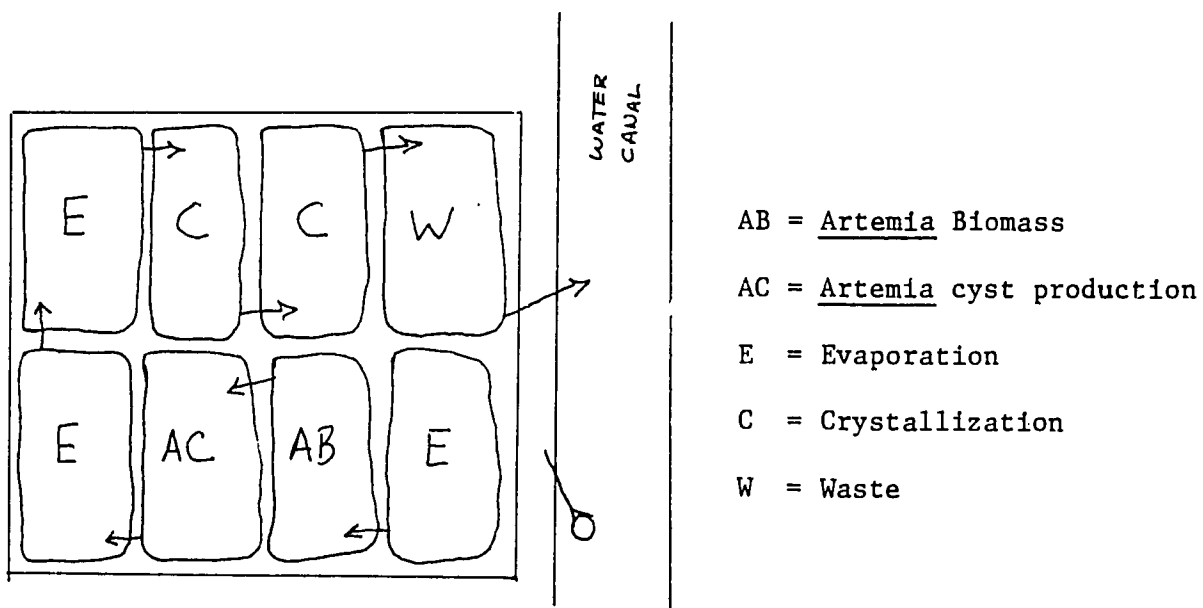 WATER
CANAL
E C C W
E AC AB E
AB = Artemia Biomass
AC = Artemia cyst production
E = Evaporation
C = Crystallization
W = Waste